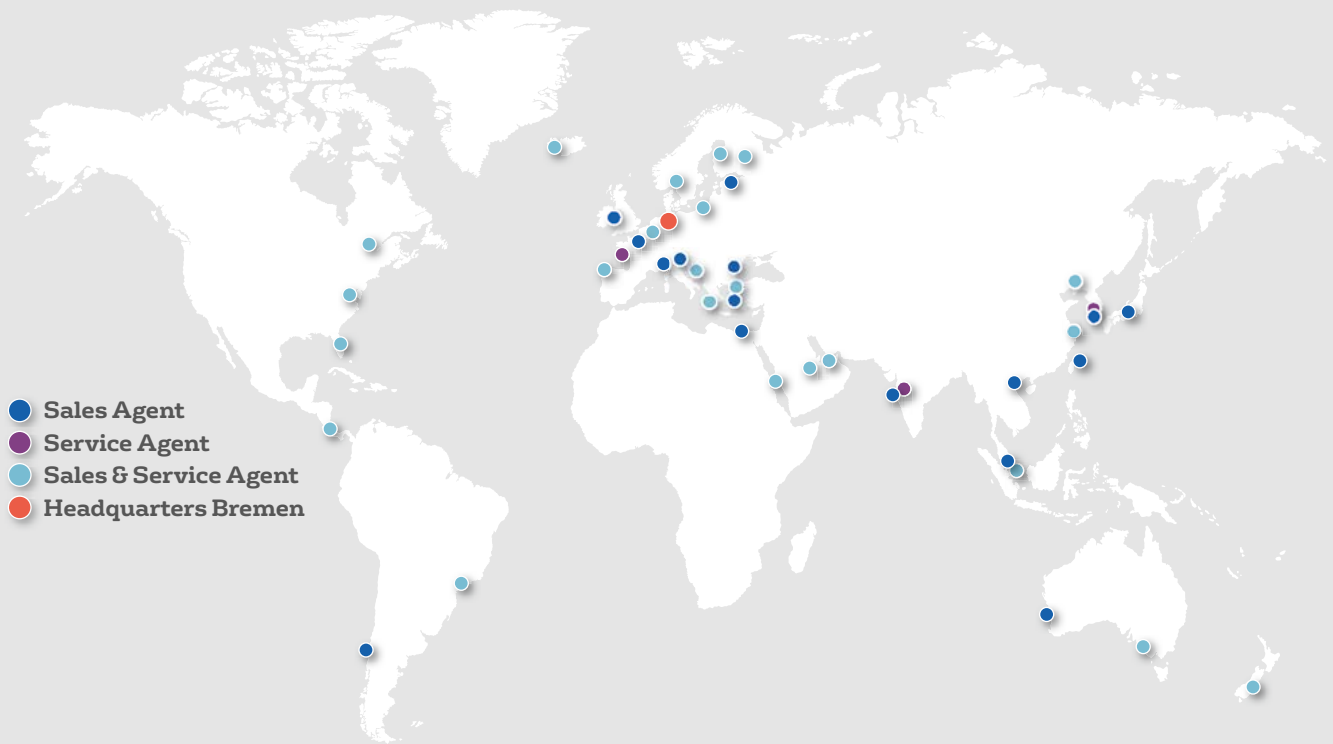 Sales Agent
Service Agent
Sales & Service Agent
Headquarters Bremen